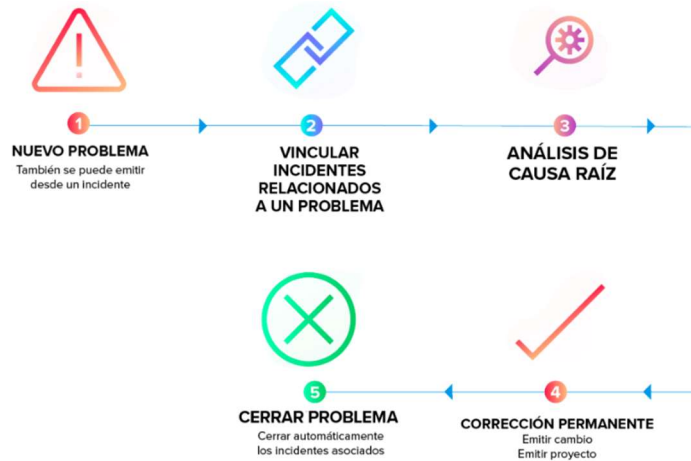 1
NUEVO PROBLEMA
También se puede emitir
desde un incidente
2
VINCULAR
INCIDENTES
RELACIONADOS
A UN PROBLEMA
3
ANÁLISIS DE
CAUSA RAÍZ
4
CORRECCIÓN PERMANENTE
Emitir cambio
Emitir proyecto
5
CERRAR PROBLEMA
Cerrar automáticamente
los incidentes asociados